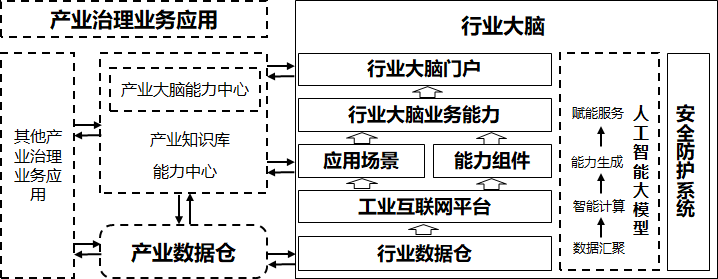 产业治理业务应用
其他产
业治理
业务应
用
产业大脑能力中心
产业知识库
能力中心
产业数据仓
行业大脑
行业大脑门户
行业大脑业务能力
应用场景
能力组件
工业互联网平台
行业数据仓
赋能服务
能力生成
智能计算
数据汇聚
人工智能大模型
安全防护系统